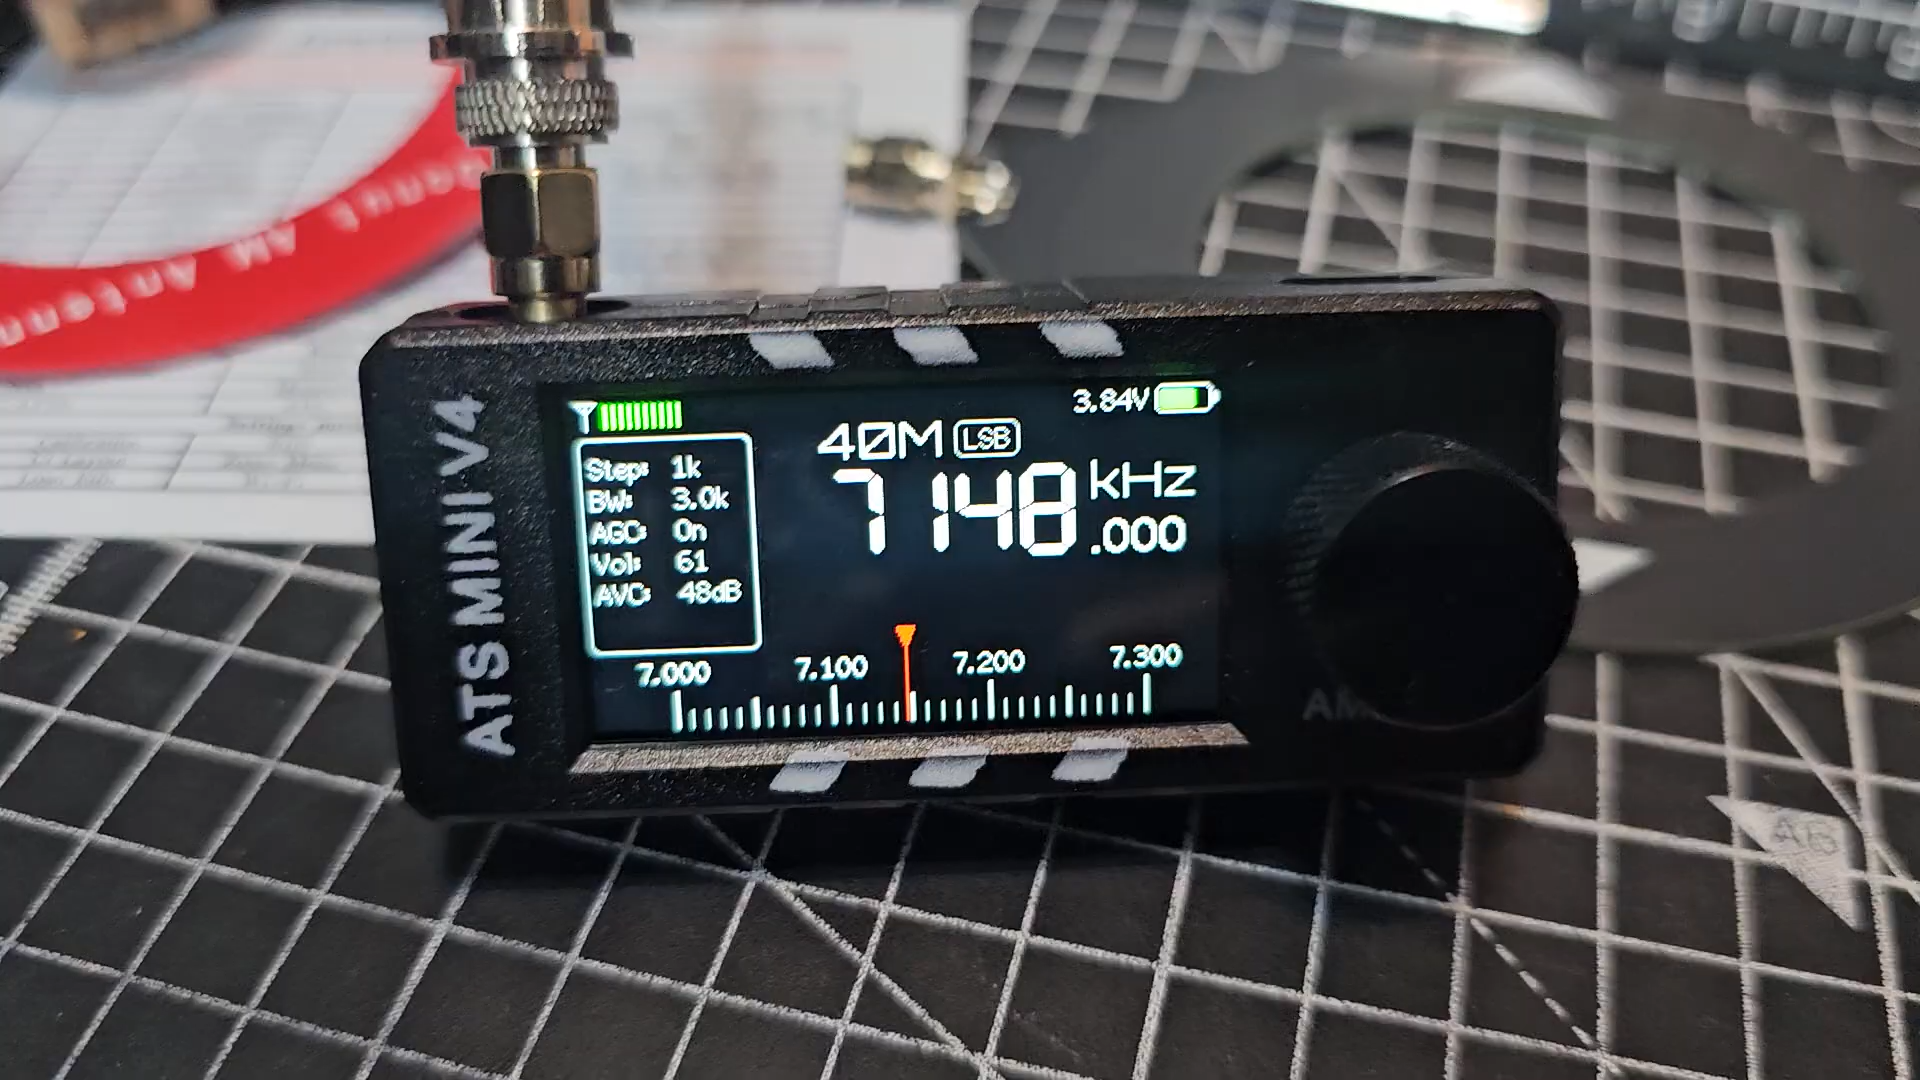 AM Antenn
ATS MINI V4
3.84V
40M LSB
7148 kHz
.000
Step: 1k
BW: 3.0k
AGC: On
Vol: 61
AVC: 48dB
7.000 7.100 7.200 7.300
AM